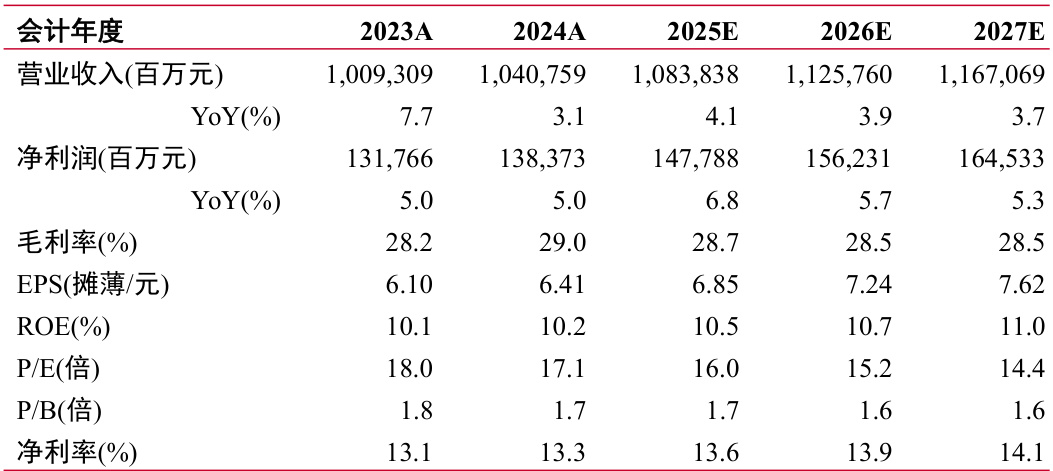 会计年度 2023A 2024A 2025E 2026E 2027E
营业收入(百万元) 1,009,309 1,040,759 1,083,838 1,125,760 1,167,069
YoY(%) 7.7 3.1 4.1 3.9 3.7
净利润(百万元) 131,766 138,373 147,788 156,231 164,533
YoY(%) 5.0 5.0 6.8 5.7 5.3
毛利率(%) 28.2 29.0 28.7 28.5 28.5
EPS(摊薄/元) 6.10 6.41 6.85 7.24 7.62
ROE(%) 10.1 10.2 10.5 10.7 11.0
P/E(倍) 18.0 17.1 16.0 15.2 14.4
P/B(倍) 1.8 1.7 1.7 1.6 1.6
净利率(%) 13.1 13.3 13.6 13.9 14.1